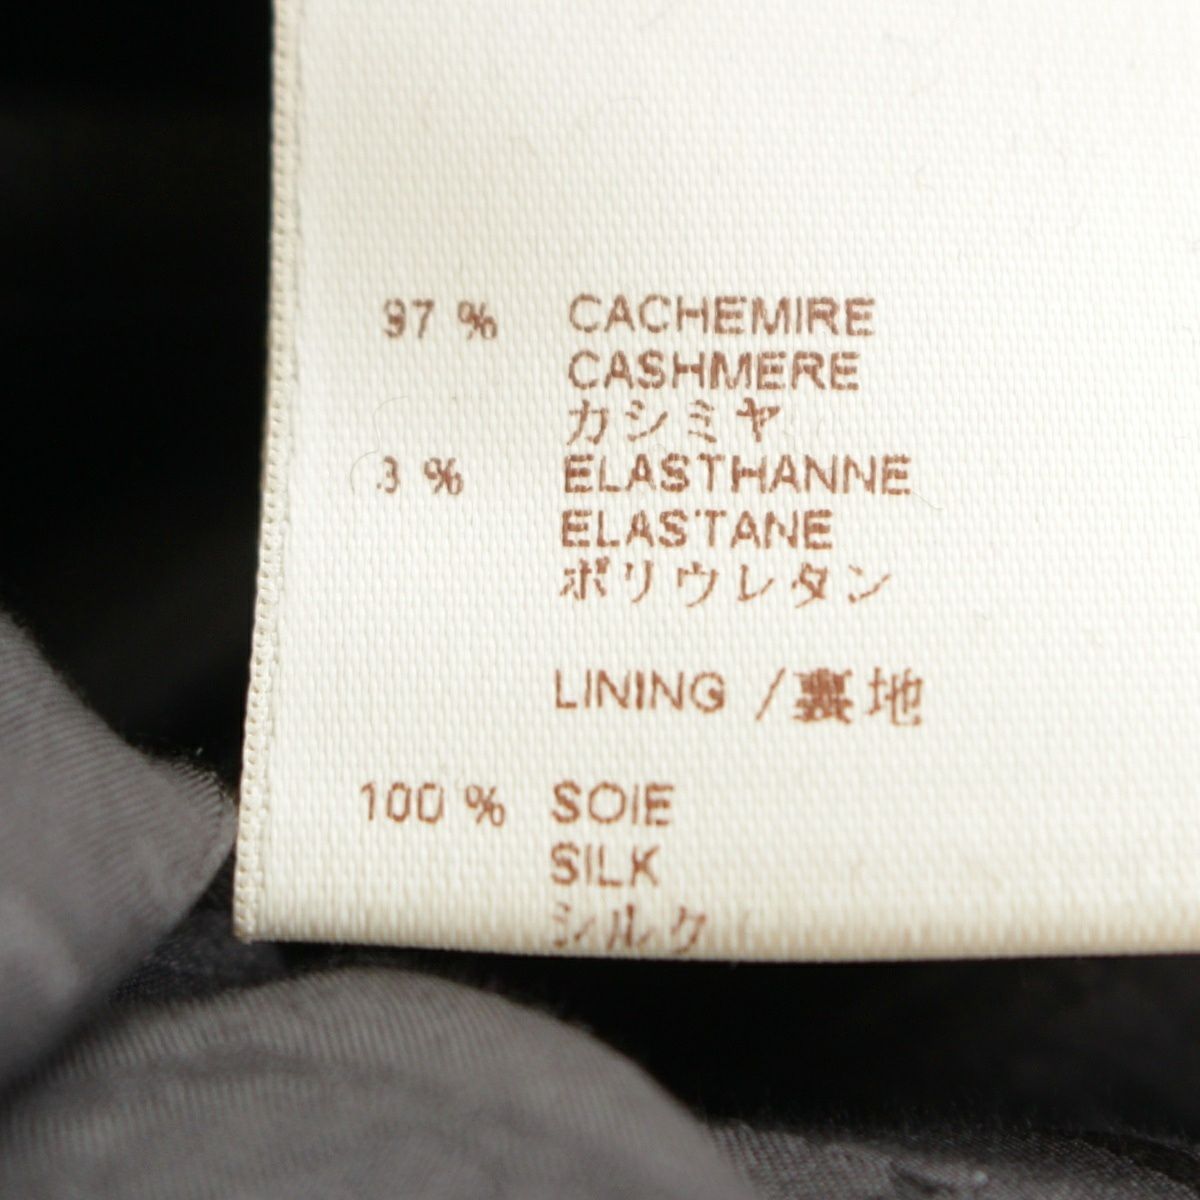 97 % CACHEMIRE
CASHMERE
カシミヤ
3 % ELASTHANNE
ELASTANE
ポリウレタン
LINING /裏地
100 % SOIE
SILK
シルク